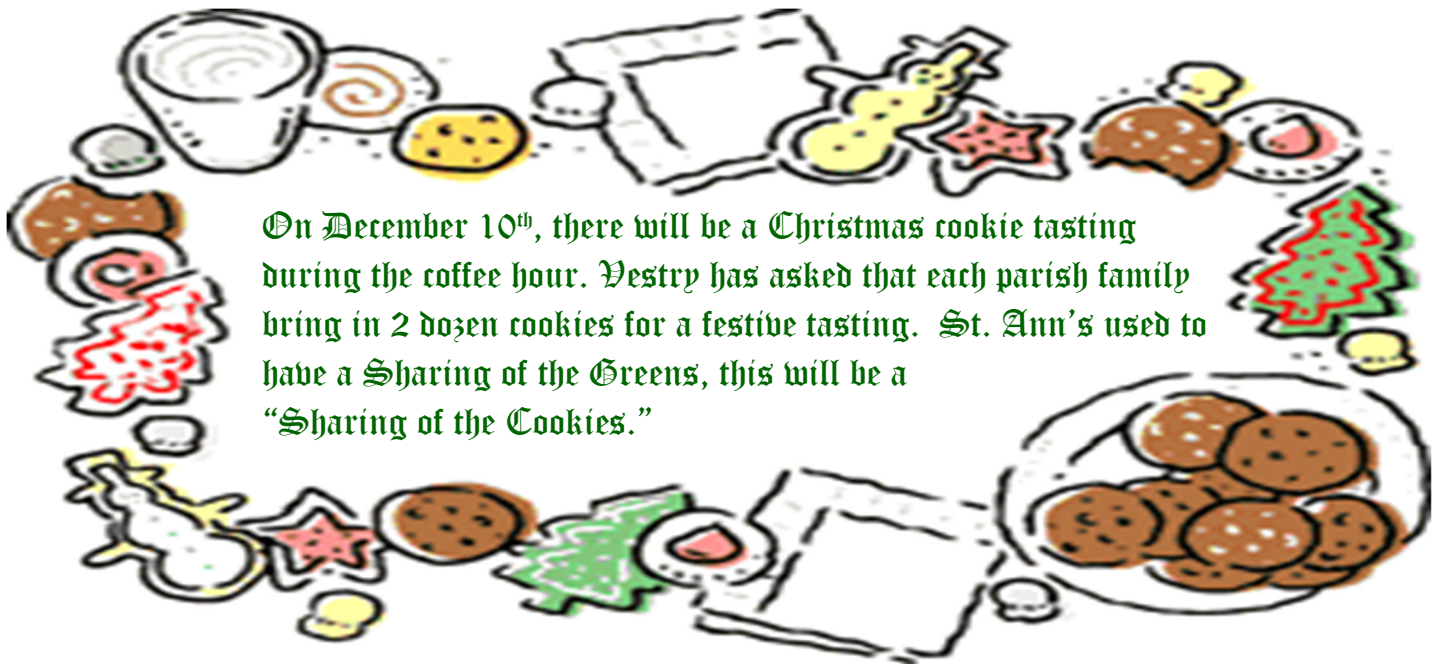 On December 10th, there will be a Christmas cookie tasting
during the coffee hour. Vestry has asked that each parish family
bring in 2 dozen cookies for a festive tasting.  St. Ann’s used to
have a Sharing of the Greens, this will be a
“Sharing of the Cookies.”